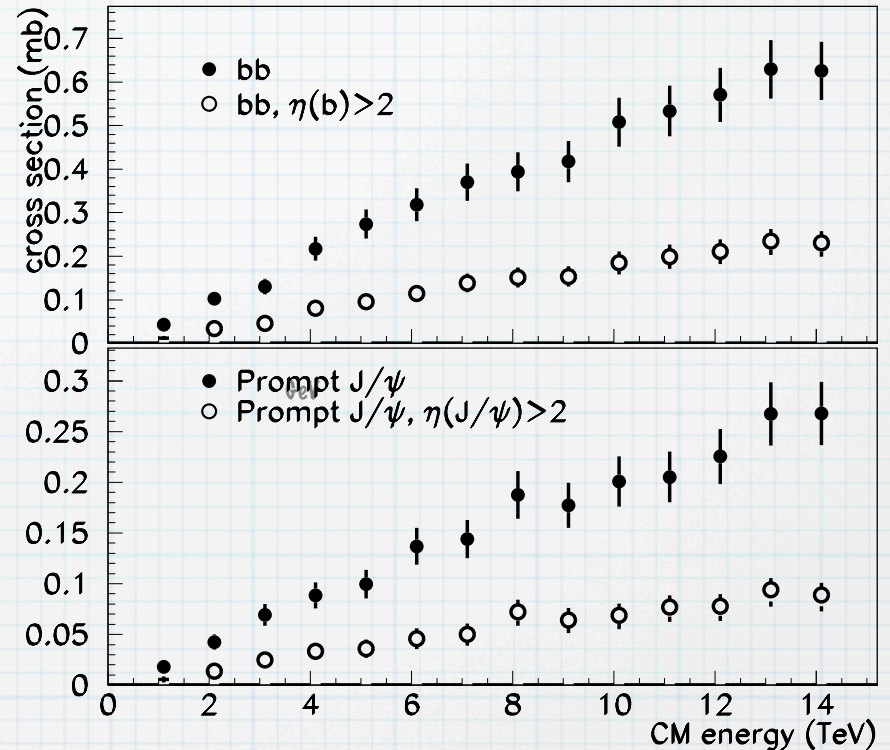 cross section (mb)
0.7
0.6
0.5
0.4
0.3
0.2
0.1
0
bb
bb, η(b)>2
0.3
0.25
0.2
0.15
0.1
0.05
0
Prompt J/ψ
GeV
Prompt J/ψ, η(J/ψ)>2
0 2 4 6 8 10 12 14
CM energy (TeV)